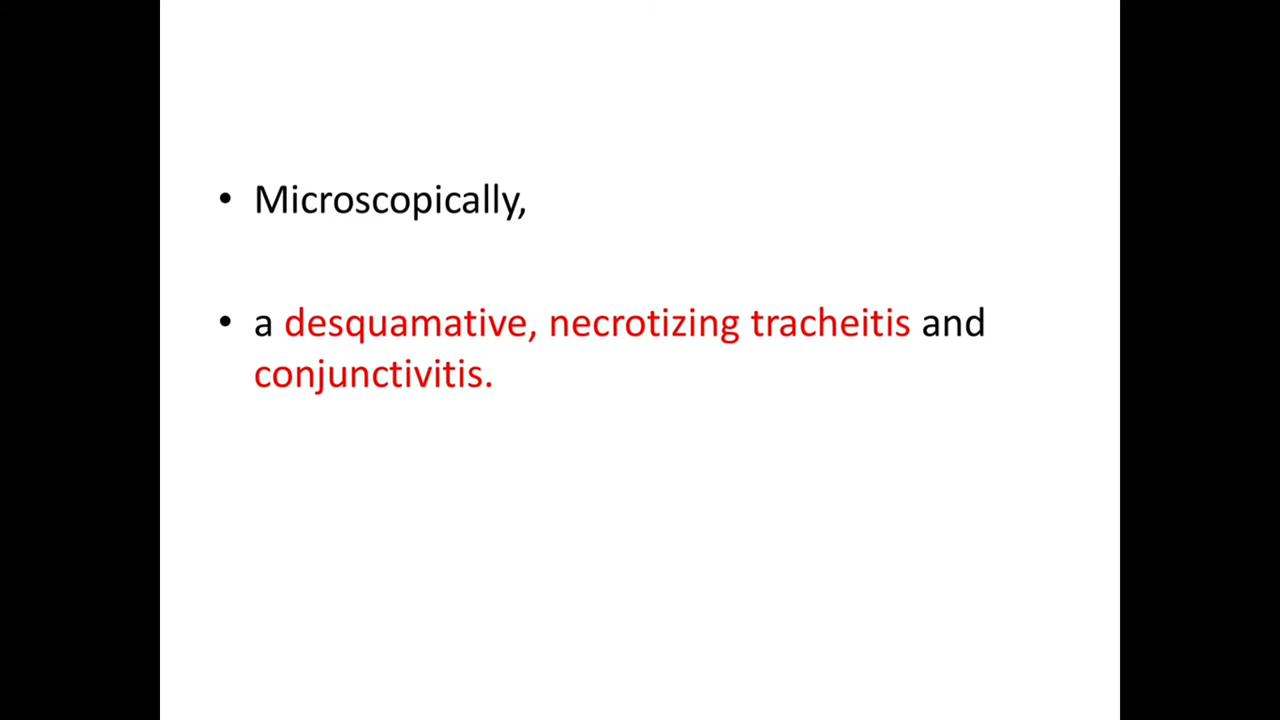 • Microscopically,
• a desquamative, necrotizing tracheitis and
conjunctivitis.